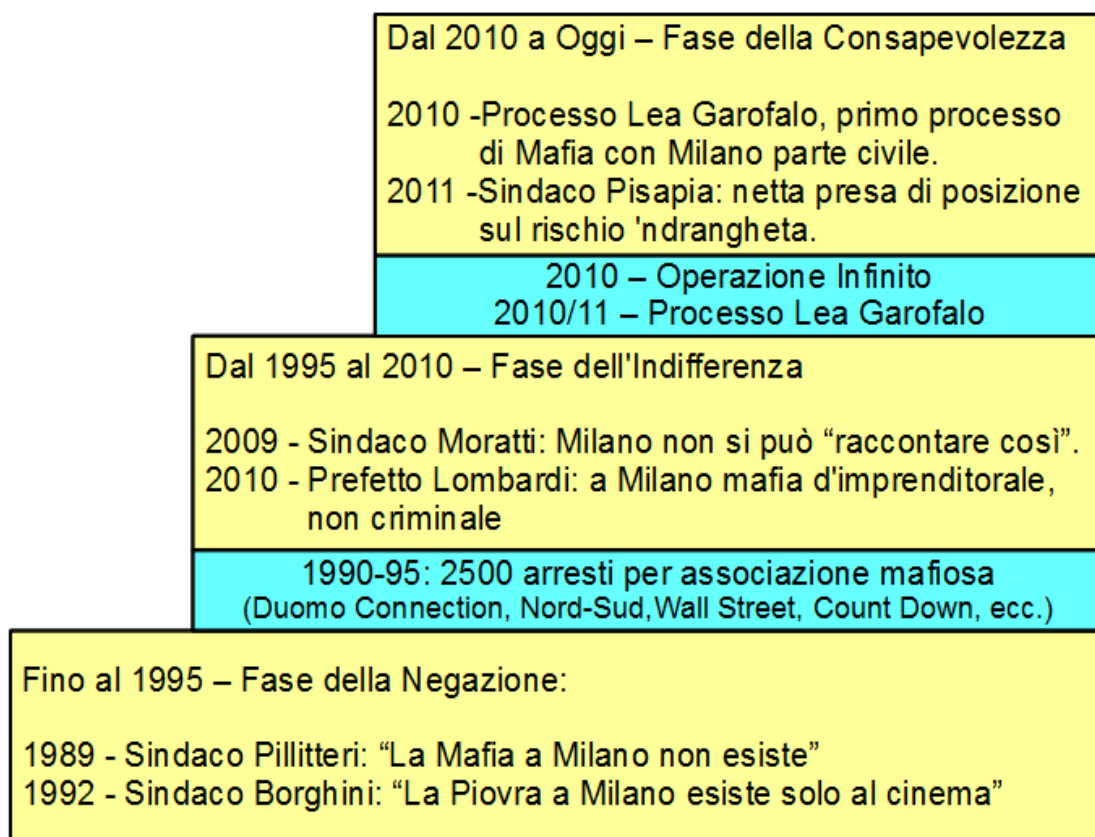 Dal 2010 a Oggi – Fase della Consapevolezza
2010 -Processo Lea Garofalo, primo processo
di Mafia con Milano parte civile.
2011 -Sindaco Pisapia: netta presa di posizione
sul rischio 'ndrangheta.
2010 – Operazione Infinito
2010/11 – Processo Lea Garofalo
Dal 1995 al 2010 – Fase dell'Indifferenza
2009 - Sindaco Moratti: Milano non si può “raccontare così”.
2010 - Prefetto Lombardi: a Milano mafia d'imprenditorale,
non criminale
1990-95: 2500 arresti per associazione mafiosa
(Duomo Connection, Nord-Sud,Wall Street, Count Down, ecc.)
Fino al 1995 – Fase della Negazione:
1989 - Sindaco Pillitteri: “La Mafia a Milano non esiste”
1992 - Sindaco Borghini: “La Piovra a Milano esiste solo al cinema”